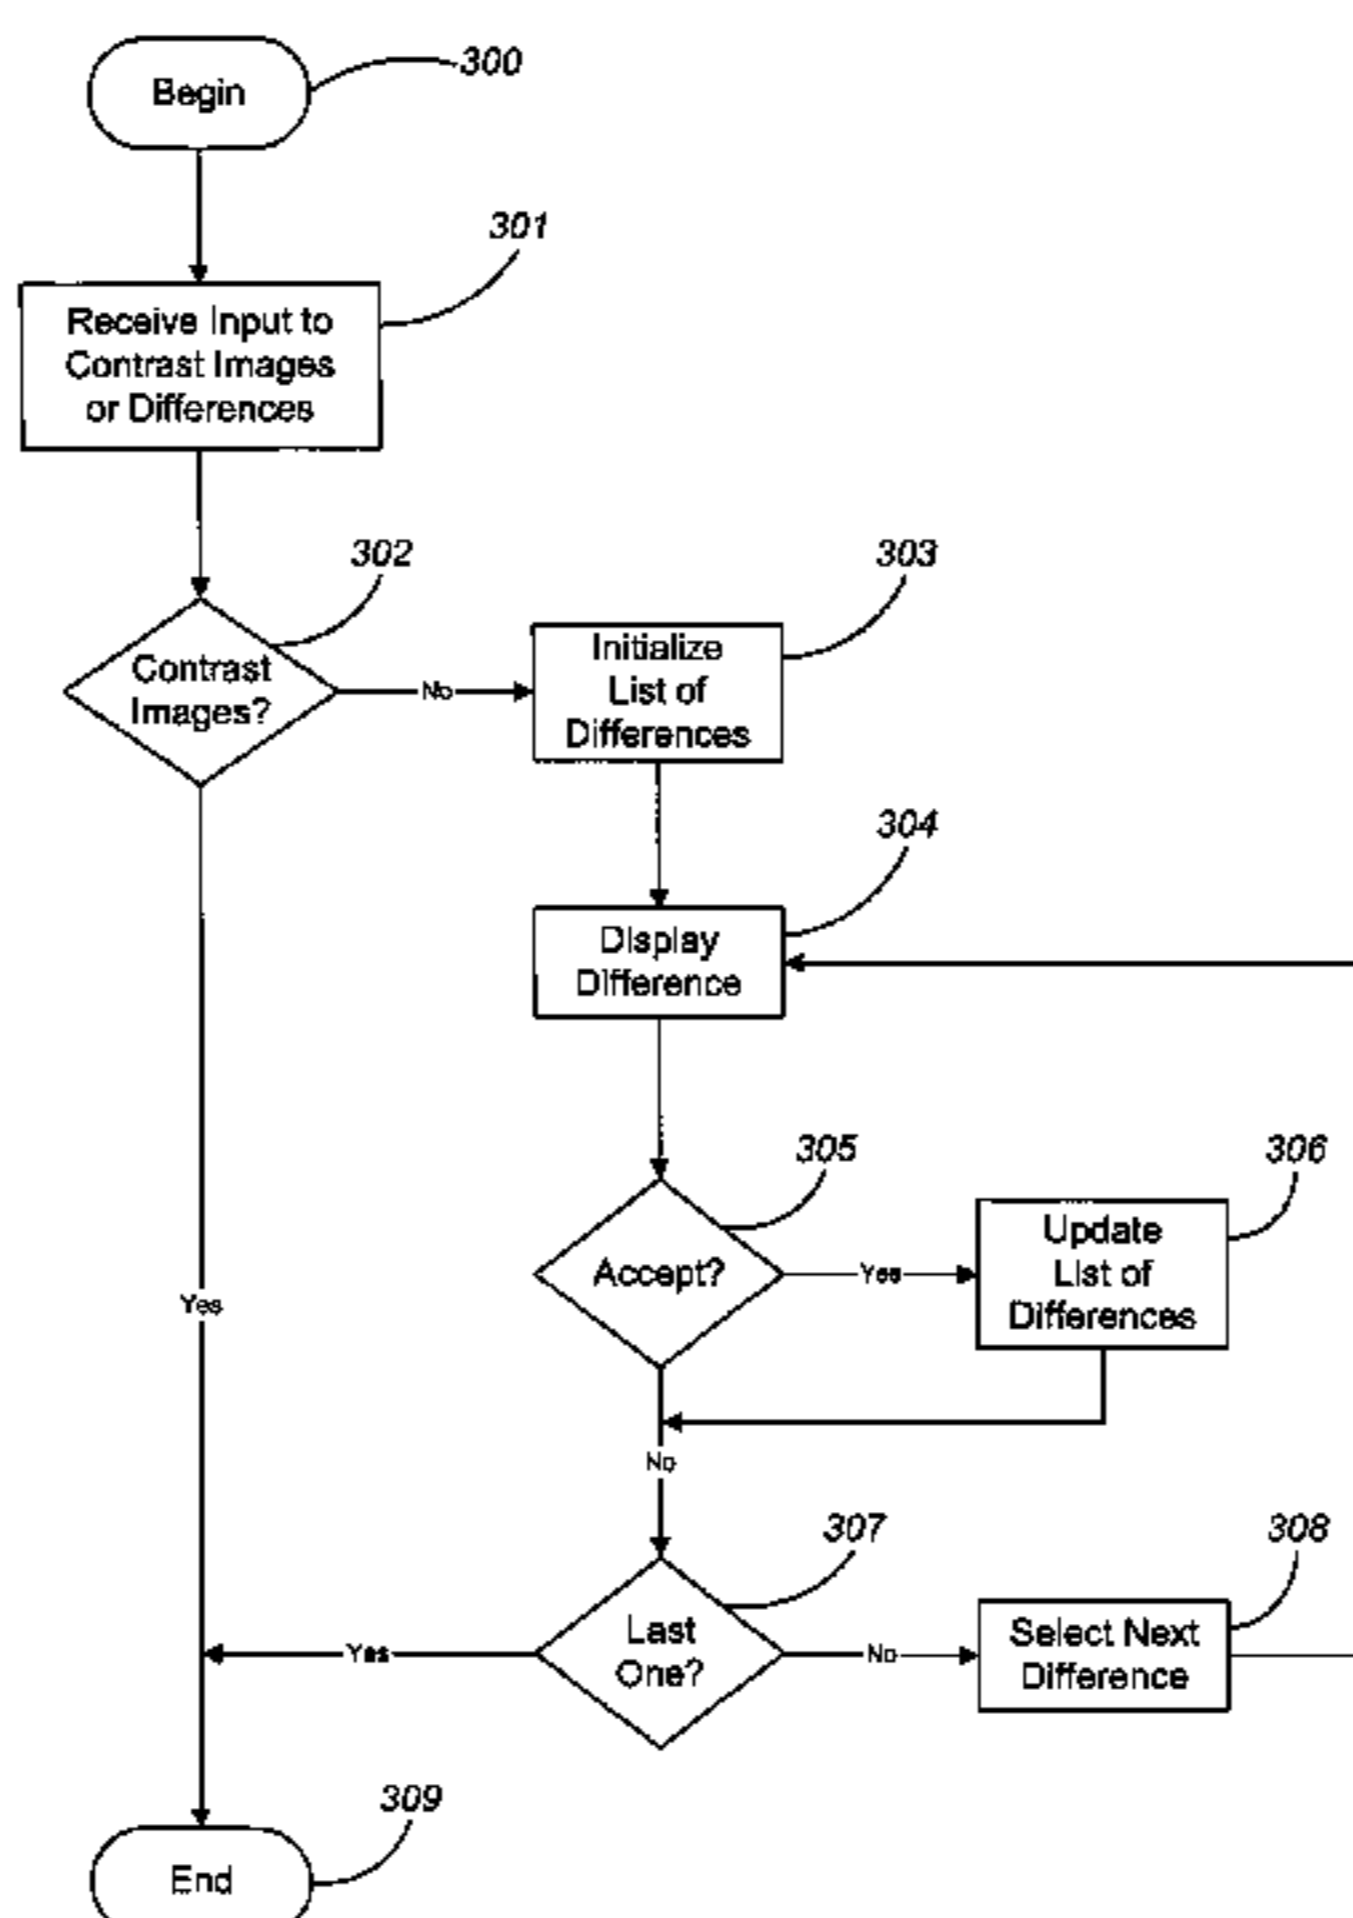 Begin
300
301
Receive Input to
Contrast Images
or Differences
302
303
Contrast
Images?
No
Initialize
List of
Differences
304
Display
Difference
305
306
Accept?
Yes
Update
List of
Differences
Yes
No
307
308
Last
One?
Yes
No
Select Next
Difference
309
End